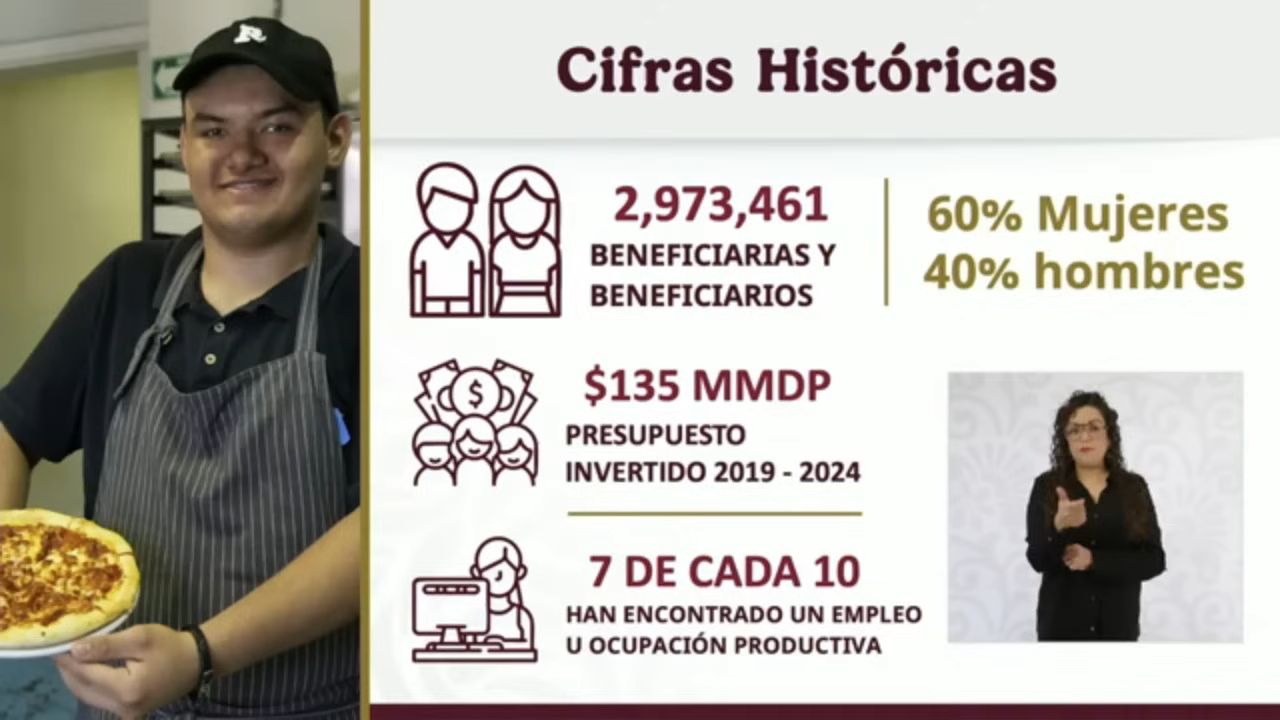 Cifras Históricas
2,973,461
BENEFICIARIAS Y
BENEFICIARIOS
60% Mujeres
40% hombres
$135 MMDP
PRESUPUESTO
INVERTIDO 2019 - 2024
7 DE CADA 10
HAN ENCONTRADO UN EMPLEO
U OCUPACIÓN PRODUCTIVA
R
$